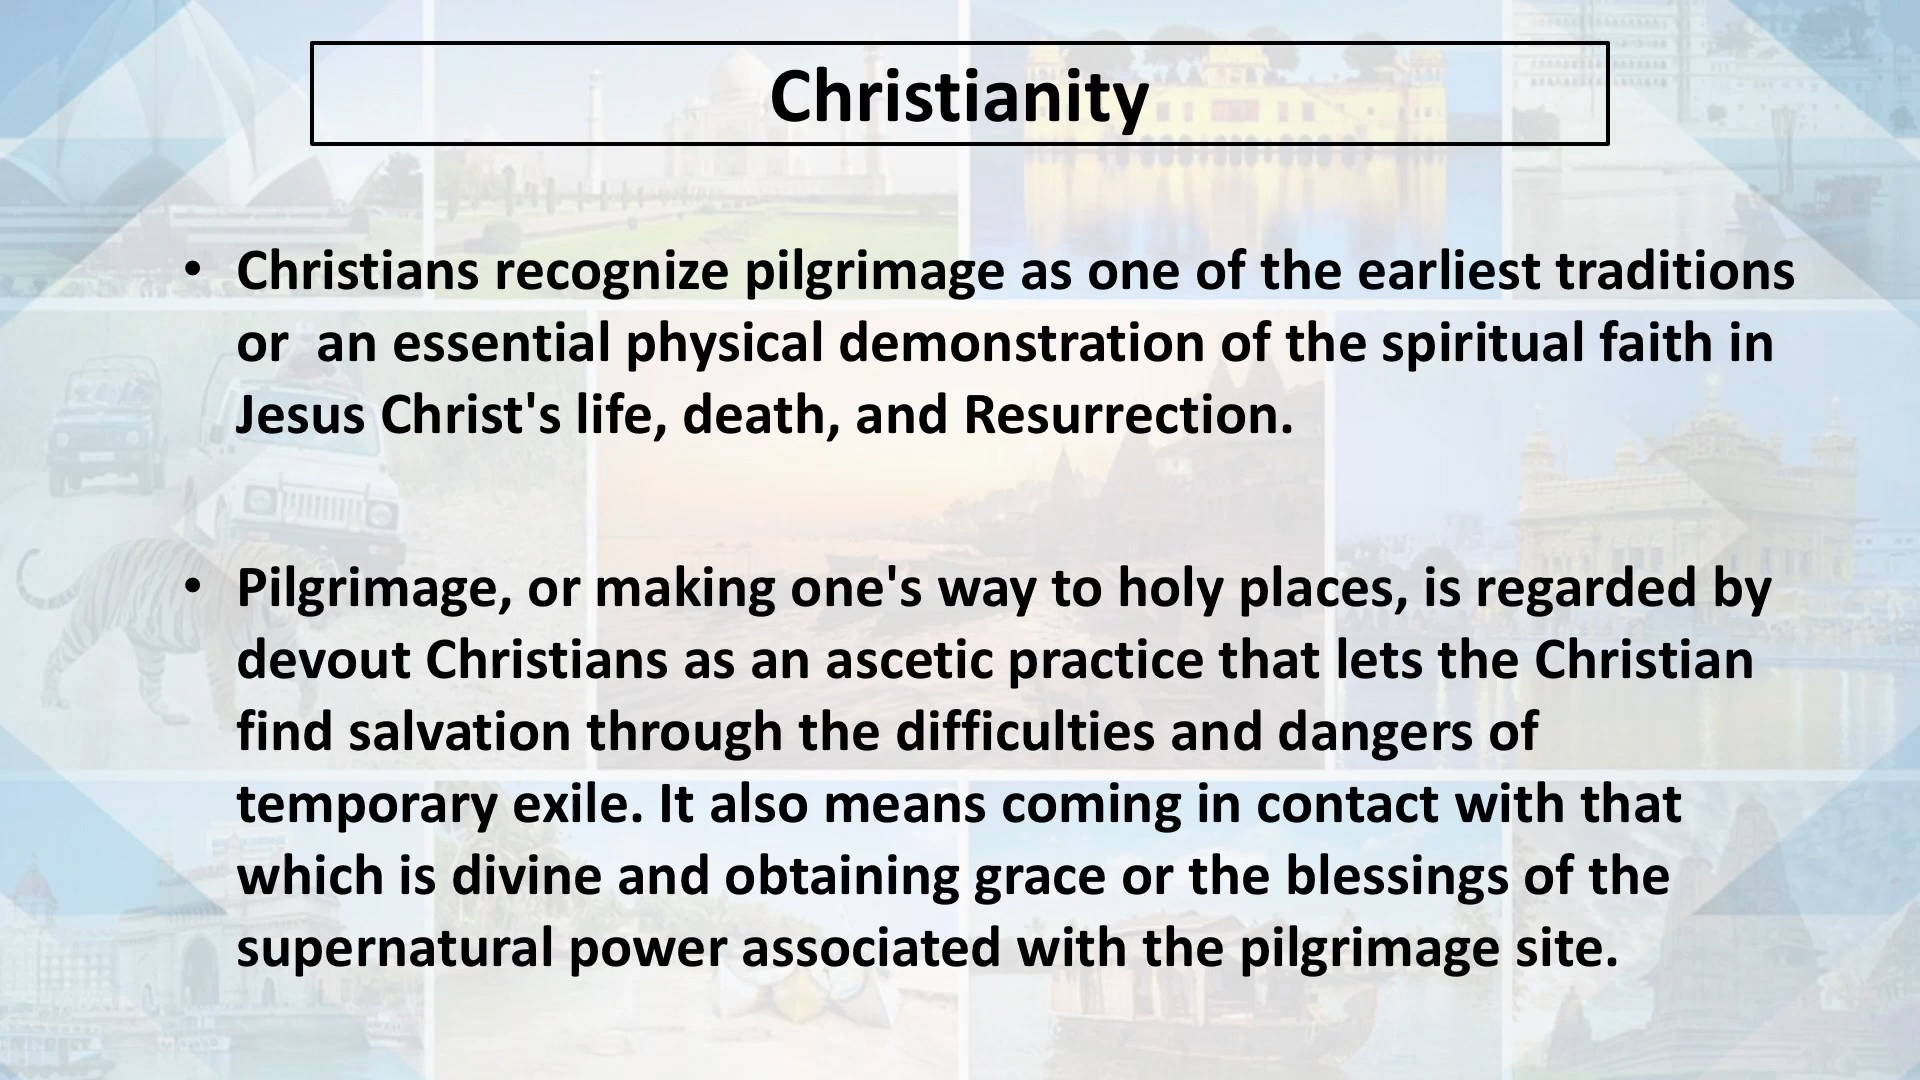 Christianity
• Christians recognize pilgrimage as one of the earliest traditions
or  an essential physical demonstration of the spiritual faith in
Jesus Christ's life, death, and Resurrection.
• Pilgrimage, or making one's way to holy places, is regarded by
devout Christians as an ascetic practice that lets the Christian
find salvation through the difficulties and dangers of
temporary exile. It also means coming in contact with that
which is divine and obtaining grace or the blessings of the
supernatural power associated with the pilgrimage site.